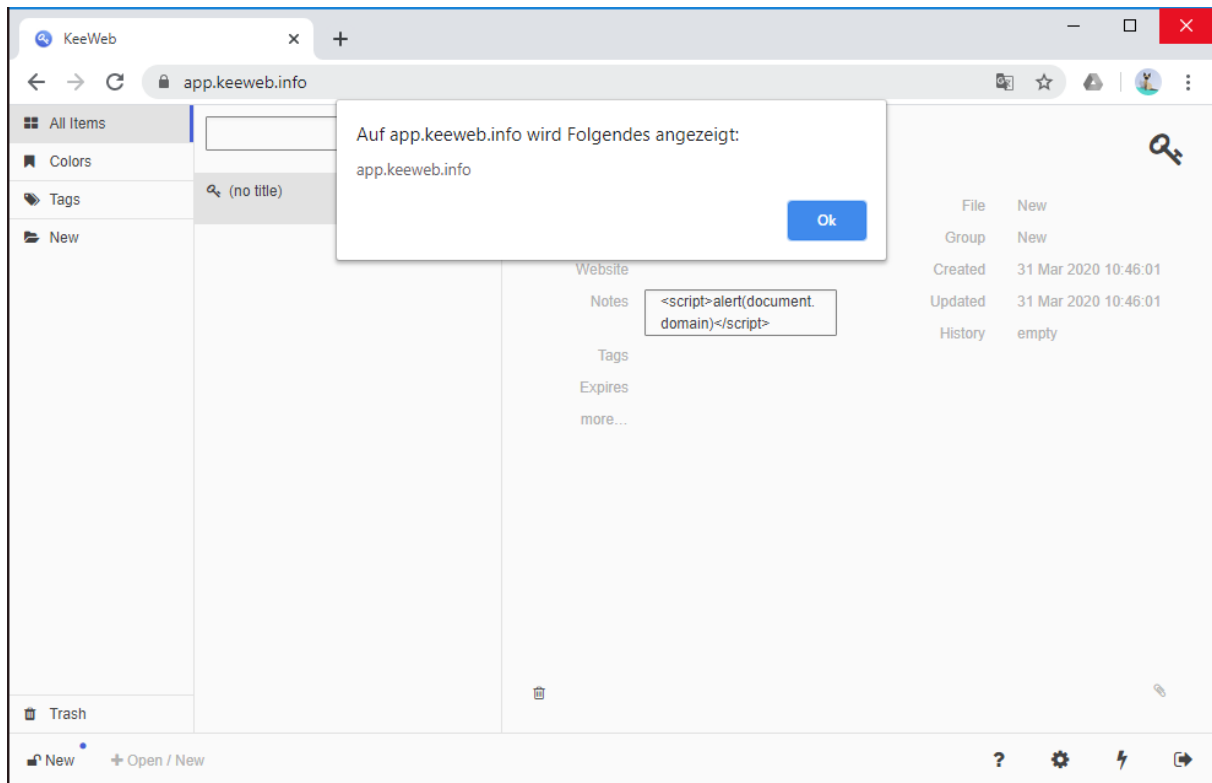 KeeWeb
app.keeweb.info
Auf app.keeweb.info wird Folgendes angezeigt:
app.keeweb.info
Ok
All Items
Colors
Tags
New
(no title)
Website
Notes
<script>alert(document.
domain)</script>
Tags
Expires
more...
File New
Group New
Created 31 Mar 2020 10:46:01
Updated 31 Mar 2020 10:46:01
History empty
Trash
New
+ Open / New
?